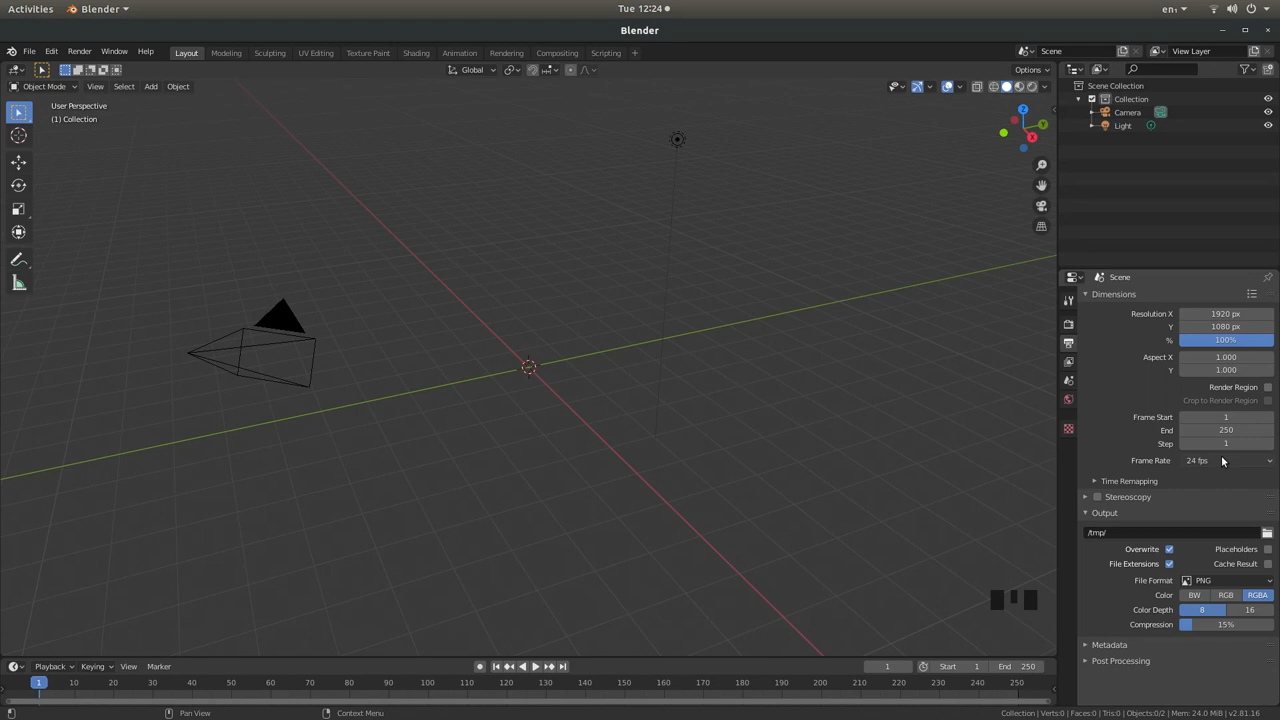 Activities Blender Tue 12:24 en₁
Blender
File Edit Render Window Help Layout Modeling Sculpting UV Editing Texture Paint Shading Animation Rendering Compositing Scripting + Scene View Layer
Global Options
Object Mode View Select Add Object
User Perspective
(1) Collection
Z
Y
X
Scene Collection
Collection
Camera
Light
Scene
Dimensions
Resolution X 1920 px
Y 1080 px
% 100%
Aspect X 1.000
Y 1.000
Render Region
Crop to Render Region
Frame Start 1
End 250
Step 1
Frame Rate 24 fps
Time Remapping
Stereoscopy
Output
/tmp/
Overwrite Placeholders
File Extensions Cache Result
File Format PNG
Color BW RGB RGBA
Color Depth 8 16
Compression 15%
Metadata
Post Processing
Playback Keying View Marker 1 Start 1 End 250
1 10 20 30 40 50 60 70 80 90 100 110 120 130 140 150 160 170 180 190 200 210 220 230 240 250
Pan View Context Menu Collection | Verts:0 | Faces:0 | Tris:0 | Objects:0/2 | Mem: 24.0 MiB | v2.81.16